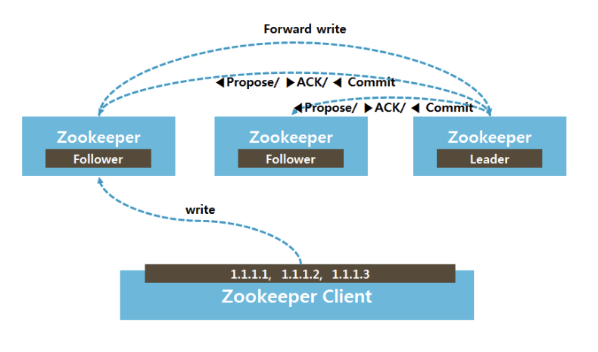 Forward write
◀Propose/ ▶ACK/ ◀ Commit
◀Propose/ ▶ACK/ ◀ Commit
Zookeeper
Follower
Zookeeper
Follower
Zookeeper
Leader
write
1.1.1.1, 1.1.1.2, 1.1.1.3
Zookeeper Client